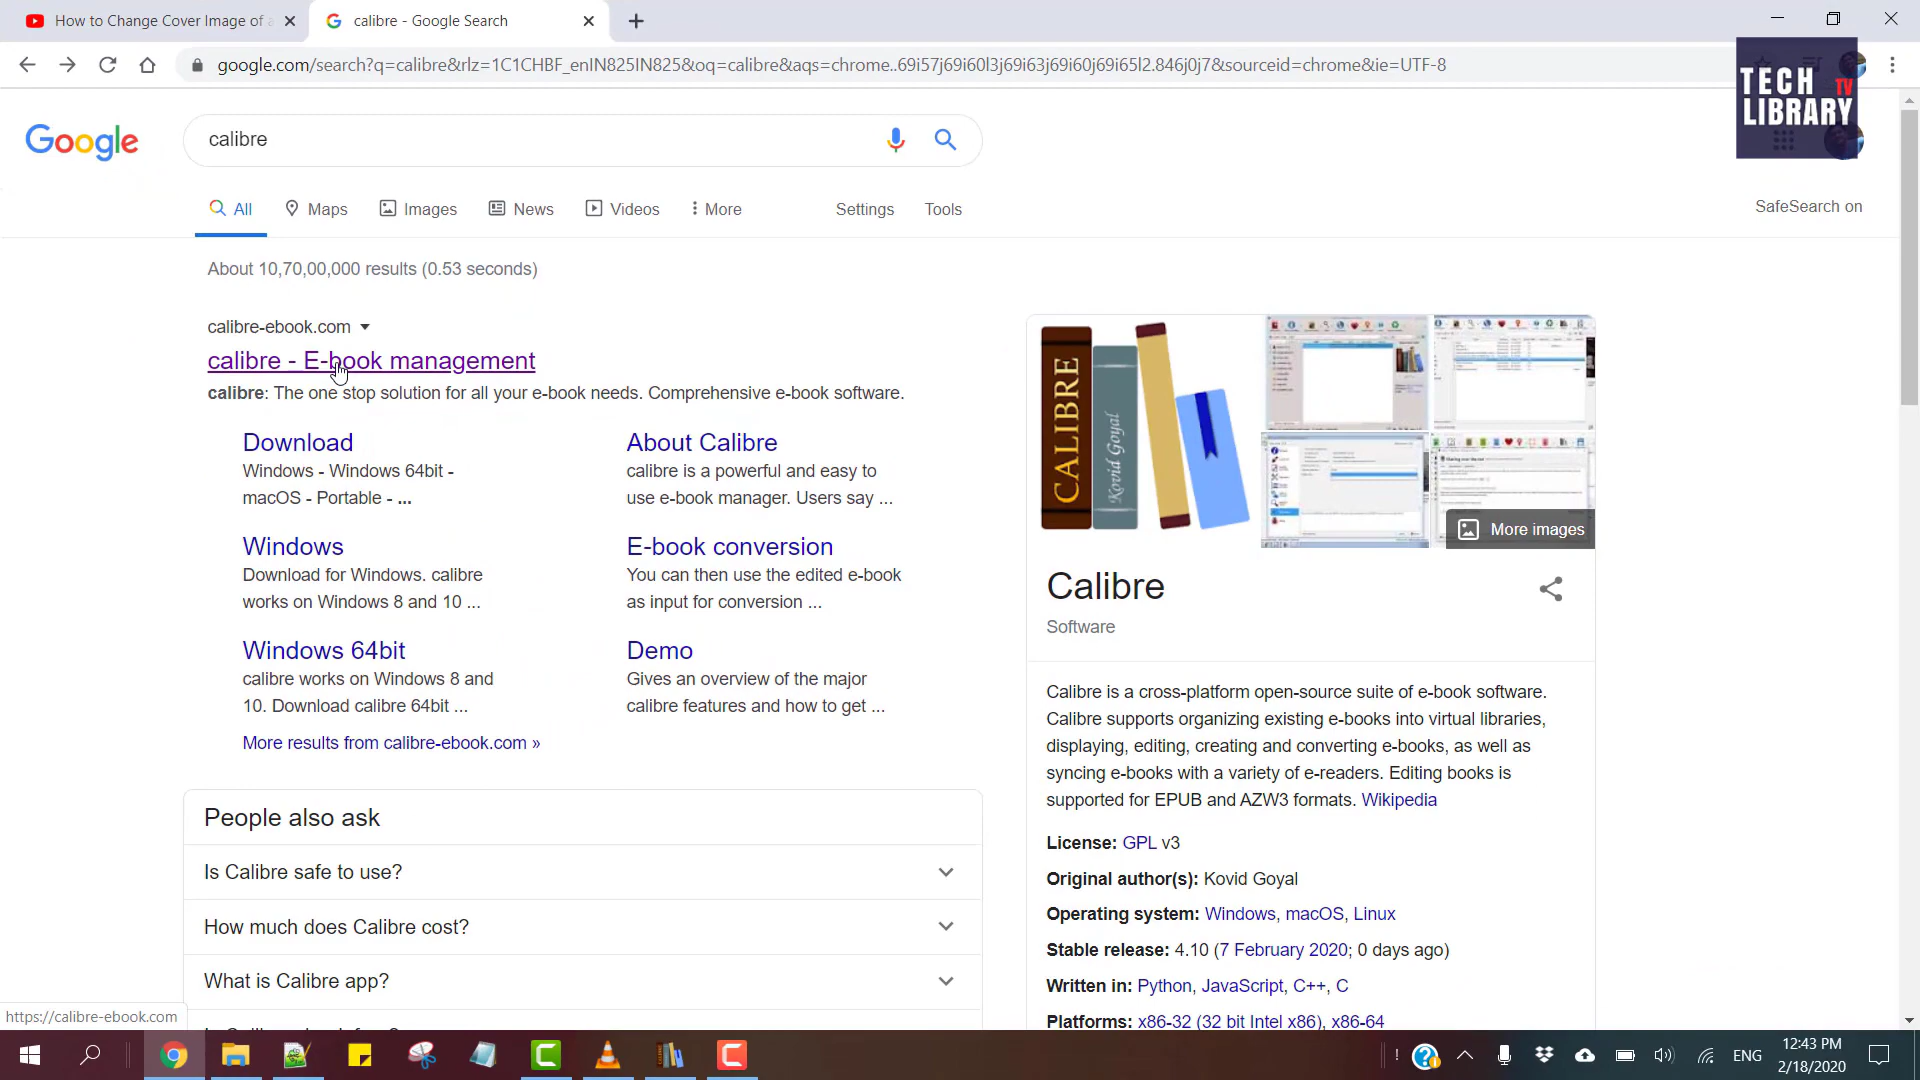 How to Change Cover Image of a
calibre - Google Search
google.com/search?q=calibre&rlz=1C1CHBF_enIN825IN825&oq=calibre&aqs=chrome..69i57j69i60l3j69i63j69i60j69i65l2.846j0j7&sourceid=chrome&ie=UTF-8
TECH TV
LIBRARY
Google
calibre
All
Maps
Images
News
Videos
More
Settings
Tools
SafeSearch on
About 10,70,00,000 results (0.53 seconds)
calibre-ebook.com
calibre - E-book management
calibre: The one stop solution for all your e-book needs. Comprehensive e-book software.
Download
Windows - Windows 64bit -
macOS - Portable - ...
About Calibre
calibre is a powerful and easy to
use e-book manager. Users say ...
Windows
Download for Windows. calibre
works on Windows 8 and 10 ...
E-book conversion
You can then use the edited e-book
as input for conversion ...
Windows 64bit
calibre works on Windows 8 and
10. Download calibre 64bit ...
Demo
Gives an overview of the major
calibre features and how to get ...
More results from calibre-ebook.com »
People also ask
Is Calibre safe to use?
How much does Calibre cost?
What is Calibre app?
CALIBRE
Kovid Goyal
More images
Calibre
Software
Calibre is a cross-platform open-source suite of e-book software.
Calibre supports organizing existing e-books into virtual libraries,
displaying, editing, creating and converting e-books, as well as
syncing e-books with a variety of e-readers. Editing books is
supported for EPUB and AZW3 formats. Wikipedia
License: GPL v3
Original author(s): Kovid Goyal
Operating system: Windows, macOS, Linux
Stable release: 4.10 (7 February 2020; 0 days ago)
Written in: Python, JavaScript, C++, C
Platforms: x86-32 (32 bit Intel x86), x86-64
https://calibre-ebook.com
ENG
12:43 PM
2/18/2020